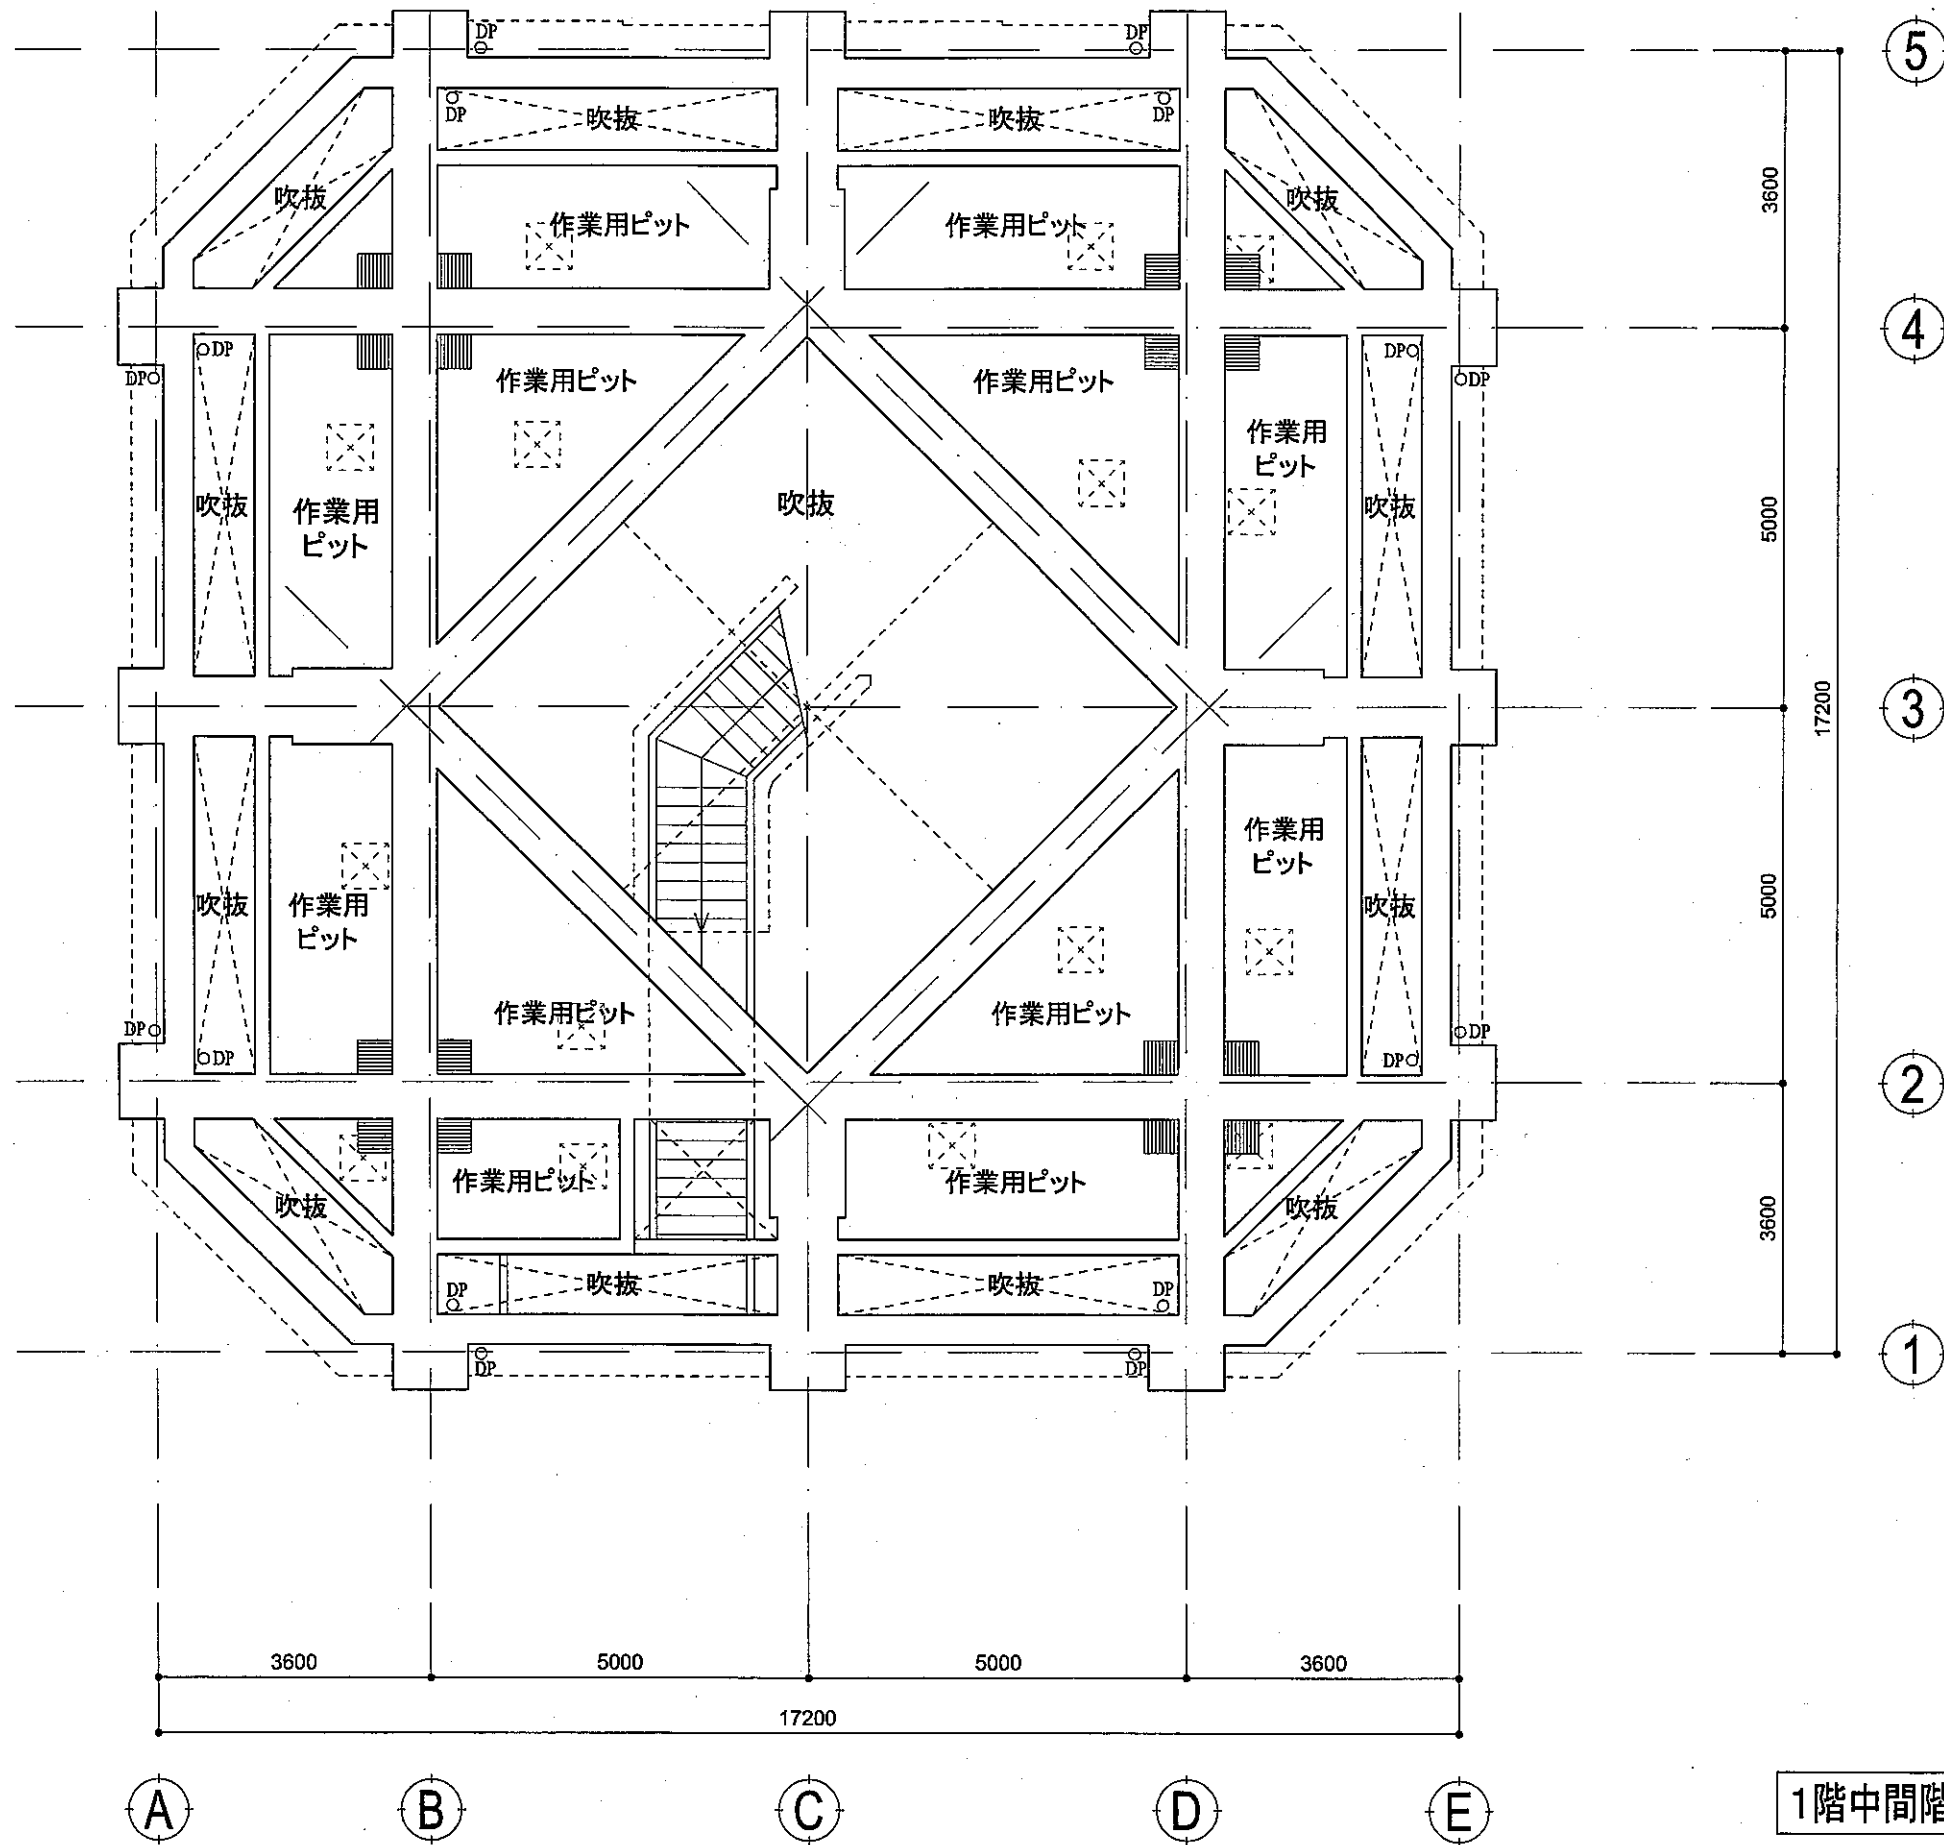 DP
DP
5
DP
吹抜
吹抜
DP
吹抜
吹抜
3600
作業用ピット
作業用ピット
4
DP
DP
DP
DP
作業用ピット
作業用ピット
作業用
ピット
吹抜
作業用
ピット
吹抜
吹抜
5000
3
17200
作業用
ピット
吹抜
作業用
ピット
吹抜
5000
作業用ピット
作業用ピット
DP
DP
DP
DP
2
作業用ピット
作業用ピット
吹抜
吹抜
3600
DP
吹抜
吹抜
DP
DP
DP
1
3600
5000
5000
3600
17200
A
B
C
D
E
1階中間階